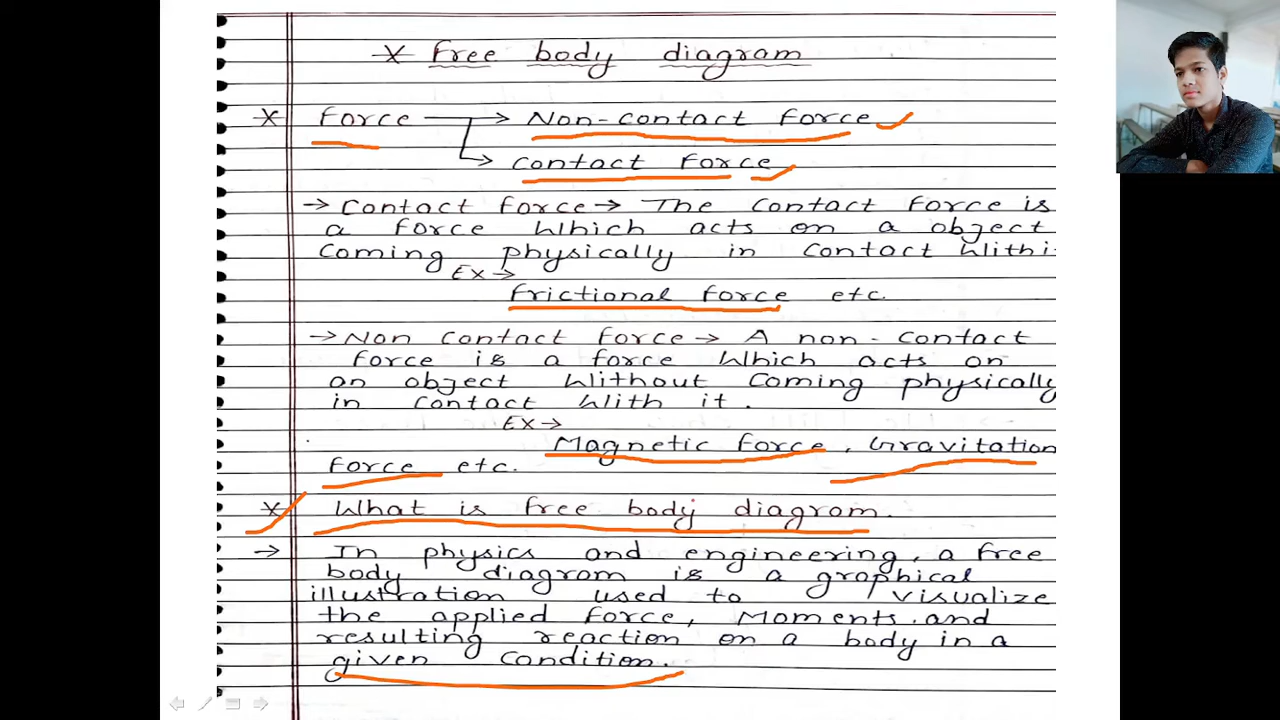 * Free body diagram
* Force → Non-contact force
→ Contact force
→ Contact force → The contact force is
a force which acts on a object
coming physically in contact withi
Ex →
frictional force etc.
→ Non contact force → A non-contact
force is a force which acts on
an object without coming physically
in contact with it.
Ex →
Magnetic force, Gravitation
force etc.
* What is free body diagram.
→ In physics and engineering, a free
body diagram is a graphical
illustration used to visualize
the applied force, Moments, and
resulting reaction on a body in a
given condition.